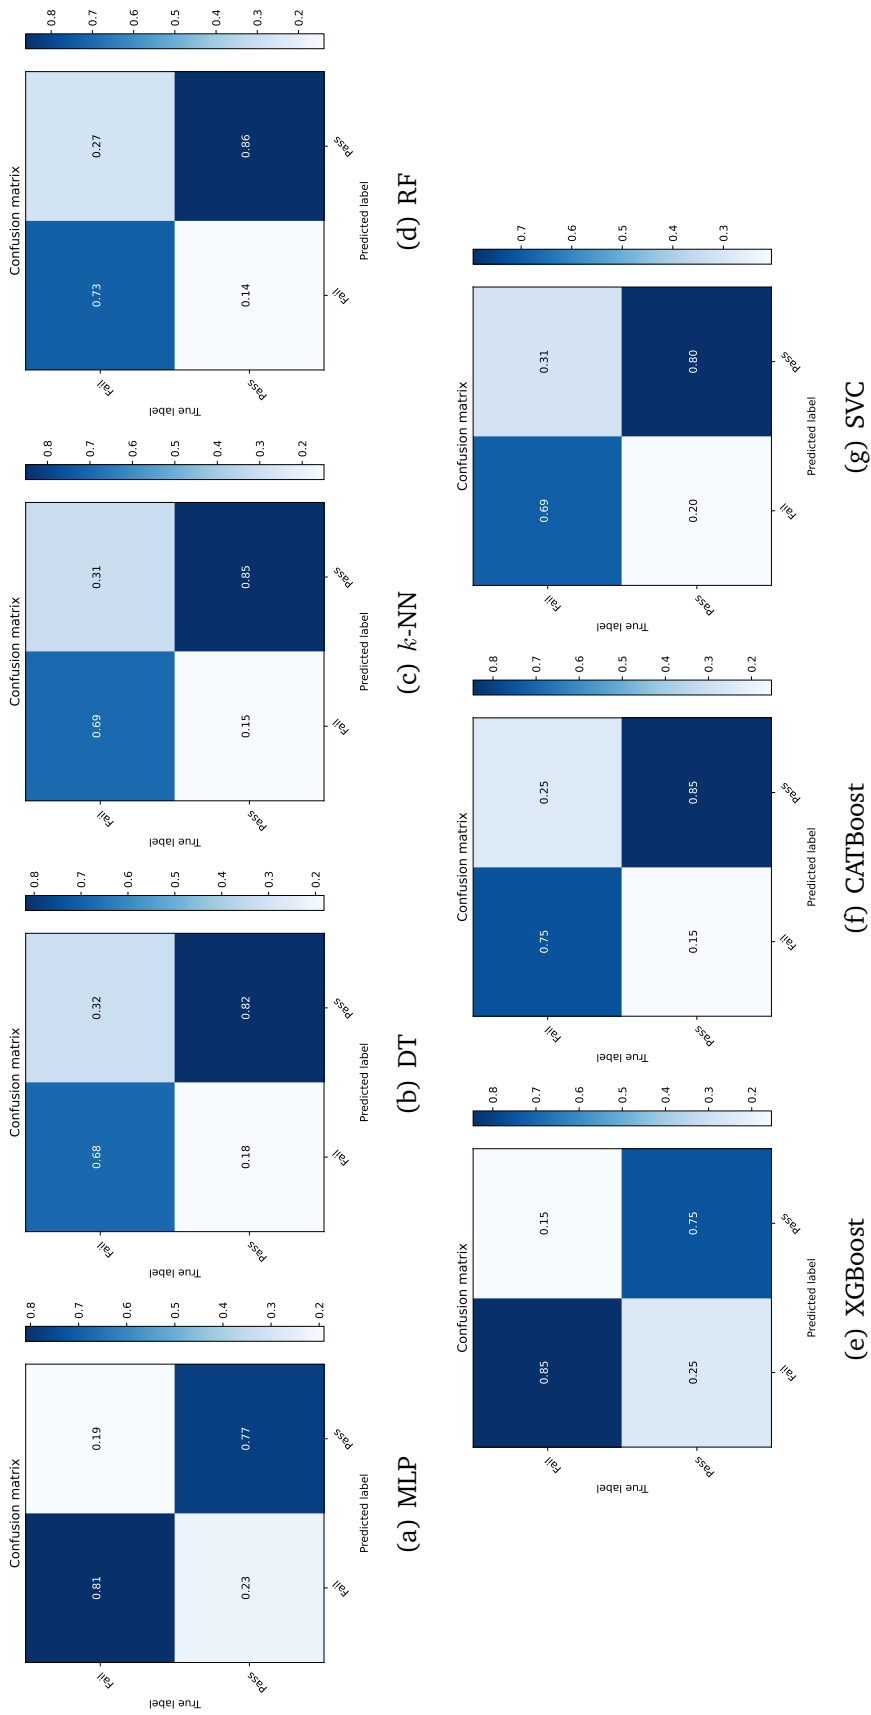 Confusion matrix
True label
Fail
Pass
0.81
0.19
0.23
0.77
Fail
Pass
Predicted label
0.8
0.7
0.6
0.5
0.4
0.3
0.2
(a) MLP
Confusion matrix
True label
Fail
Pass
0.68
0.32
0.18
0.82
Fail
Pass
Predicted label
0.8
0.7
0.6
0.5
0.4
0.3
0.2
(b) DT
Confusion matrix
True label
Fail
Pass
0.69
0.31
0.15
0.85
Fail
Pass
Predicted label
0.8
0.7
0.6
0.5
0.4
0.3
0.2
(c) k-NN
Confusion matrix
True label
Fail
Pass
0.73
0.27
0.14
0.86
Fail
Pass
Predicted label
0.8
0.7
0.6
0.5
0.4
0.3
0.2
(d) RF
Confusion matrix
True label
Fail
Pass
0.85
0.15
0.25
0.75
Fail
Pass
Predicted label
0.8
0.7
0.6
0.5
0.4
0.3
0.2
(e) XGBoost
Confusion matrix
True label
Fail
Pass
0.75
0.25
0.15
0.85
Fail
Pass
Predicted label
0.8
0.7
0.6
0.5
0.4
0.3
0.2
(f) CATBoost
Confusion matrix
True label
Fail
Pass
0.69
0.31
0.20
0.80
Fail
Pass
Predicted label
0.7
0.6
0.5
0.4
0.3
(g) SVC